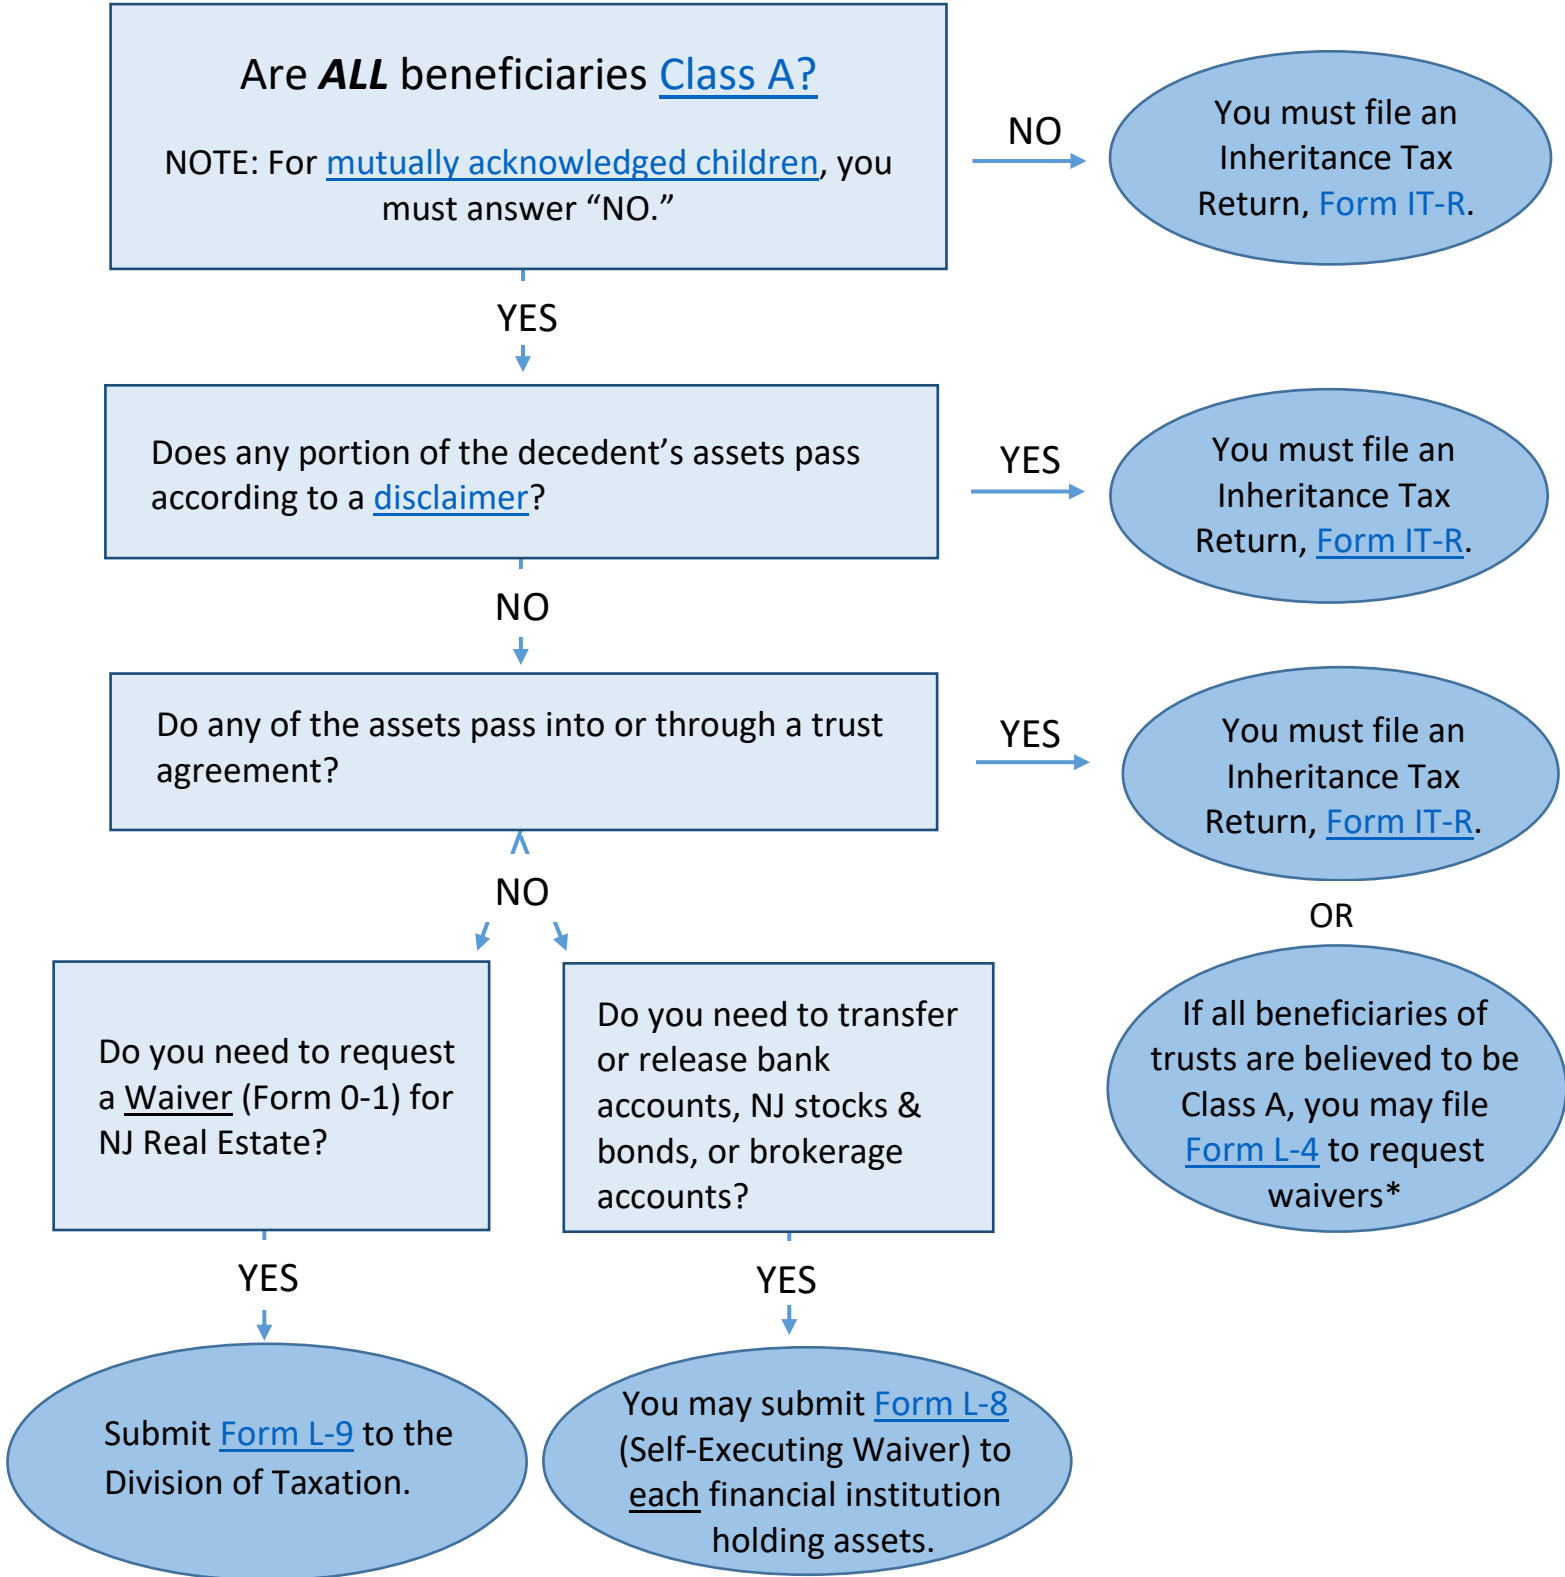 Are ALL beneficiaries Class A?
NOTE: For mutually acknowledged children, you
must answer “NO.”
NO
You must file an
Inheritance Tax
Return, Form IT-R.
YES
Does any portion of the decedent’s assets pass
according to a disclaimer?
YES
You must file an
Inheritance Tax
Return, Form IT-R.
NO
Do any of the assets pass into or through a trust
agreement?
YES
You must file an
Inheritance Tax
Return, Form IT-R.
OR
If all beneficiaries of
trusts are believed to be
Class A, you may file
Form L-4 to request
waivers*
NO
Do you need to request
a Waiver (Form 0-1) for
NJ Real Estate?
Do you need to transfer
or release bank
accounts, NJ stocks &
bonds, or brokerage
accounts?
YES
YES
Submit Form L-9 to the
Division of Taxation.
You may submit Form L-8
(Self-Executing Waiver) to
each financial institution
holding assets.